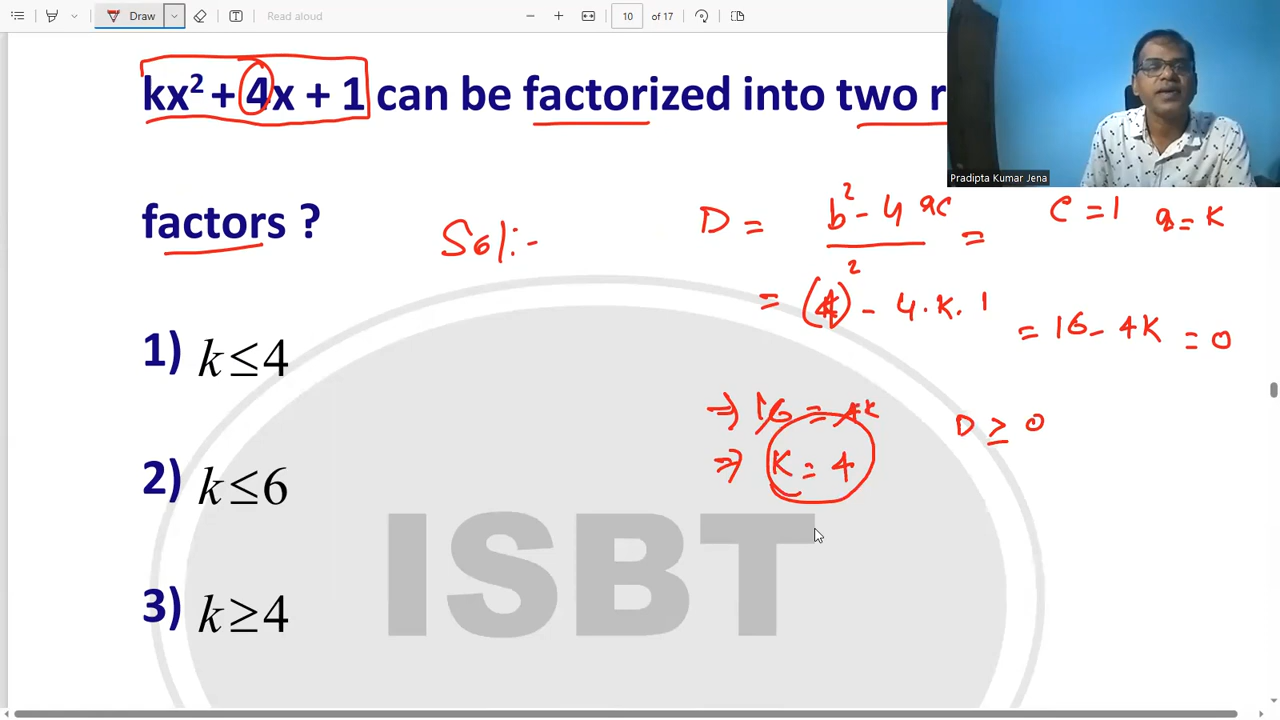 Draw
Read aloud
10 of 17
kx² + 4x + 1 can be factorized into two r
Pradipta Kumar Jena
factors ?
Sol:-
D = b² - 4ac =
C = 1 a = K
= (4)² - 4.K.1
= 16 - 4K = 0
1) k ≤ 4
⇒ 16 = 4K
D ≥ 0
⇒ K = 4
2) k ≤ 6
ISBT
3) k ≥ 4